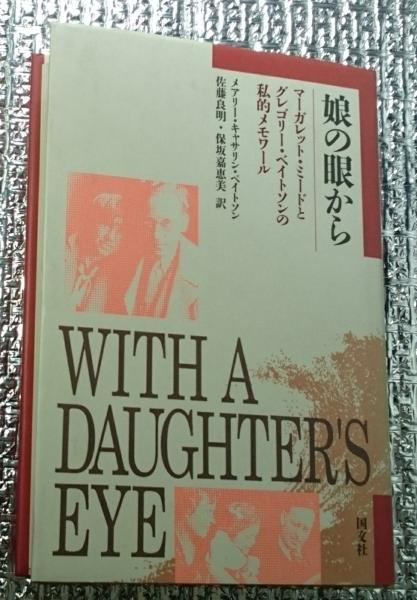 娘の眼から
マーガレット・ミードと
グレゴリー・ベイトソンの
私的メモワール
メアリー・キャサリン・ベイトソン
佐藤良明・保坂嘉恵美 訳
WITH A
DAUGHTER'S
EYE
国文社